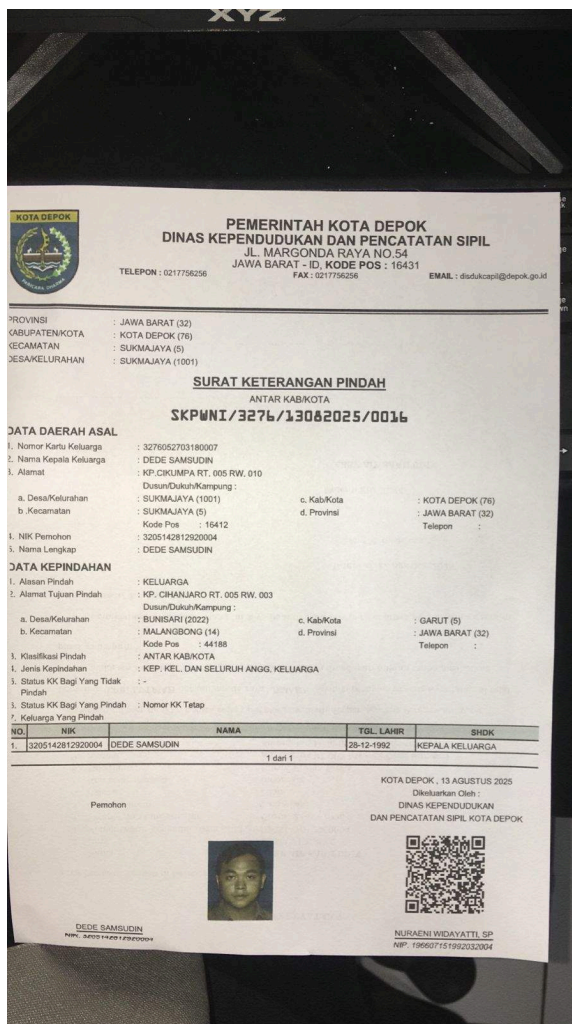 XYZ
KOTA DEPOK
PEMERINTAH KOTA DEPOK
DINAS KEPENDUDUKAN DAN PENCATATAN SIPIL
JL. MARGONDA RAYA NO.54
JAWA BARAT - ID, KODE POS : 16431
TELEPON : 0217756256 FAX : 0217756256 EMAIL : disdukcapil@depok.go.id
PROVINSI : JAWA BARAT (32)
KABUPATEN/KOTA : KOTA DEPOK (76)
KECAMATAN : SUKMAJAYA (5)
DESA/KELURAHAN : SUKMAJAYA (1001)
SURAT KETERANGAN PINDAH
ANTAR KAB/KOTA
SKPWNI/3276/13082025/0016
DATA DAERAH ASAL
1. Nomor Kartu Keluarga : 3276052703180007
2. Nama Kepala Keluarga : DEDE SAMSUDIN
3. Alamat : KP.CIKUMPA RT. 005 RW. 010
Dusun/Dukuh/Kampung :
a. Desa/Kelurahan : SUKMAJAYA (1001) c. Kab/Kota : KOTA DEPOK (76)
b .Kecamatan : SUKMAJAYA (5) d. Provinsi : JAWA BARAT (32)
Kode Pos : 16412 Telepon :
4. NIK Pemohon : 3205142812920004
5. Nama Lengkap : DEDE SAMSUDIN
DATA KEPINDAHAN
1. Alasan Pindah : KELUARGA
2. Alamat Tujuan Pindah : KP. CIHANJARO RT. 005 RW. 003
Dusun/Dukuh/Kampung :
a. Desa/Kelurahan : BUNISARI (2022) c. Kab/Kota : GARUT (5)
b. Kecamatan : MALANGBONG (14) d. Provinsi : JAWA BARAT (32)
Kode Pos : 44188 Telepon :
3. Klasifikasi Pindah : ANTAR KAB/KOTA
4. Jenis Kepindahan : KEP. KEL. DAN SELURUH ANGG. KELUARGA
5. Status KK Bagi Yang Tidak : -
Pindah
6. Status KK Bagi Yang Pindah : Nomor KK Tetap
7. Keluarga Yang Pindah
NO. NIK NAMA TGL. LAHIR SHDK
1. 3205142812920004 DEDE SAMSUDIN 28-12-1992 KEPALA KELUARGA
1 dari 1
KOTA DEPOK , 13 AGUSTUS 2025
Dikeluarkan Oleh :
Pemohon DINAS KEPENDUDUKAN
DAN PENCATATAN SIPIL KOTA DEPOK
DEDE SAMSUDIN NURAENI WIDAYATTI, SP
NIK. 3205142812920004 NIP. 196607151992032004